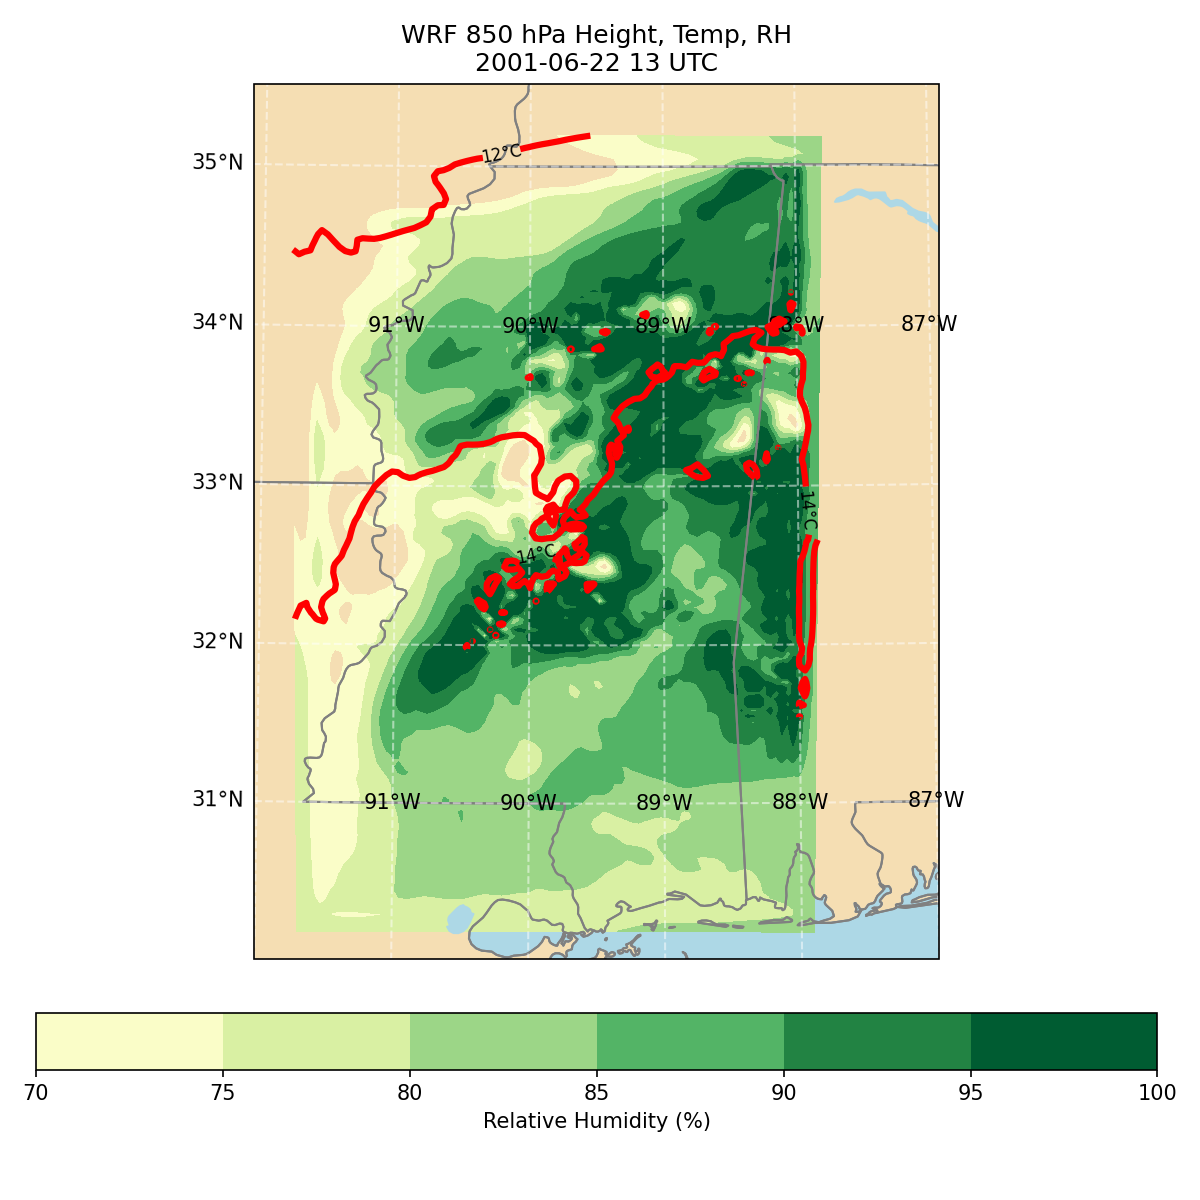 WRF 850 hPa Height, Temp, RH
2001-06-22 13 UTC
12°C
35°N
34°N
91°W 90°W 89°W 88°W 87°W
33°N
14°C
14°C
32°N
31°N
91°W 90°W 89°W 88°W 87°W
70 75 80 85 90 95 100
Relative Humidity (%)